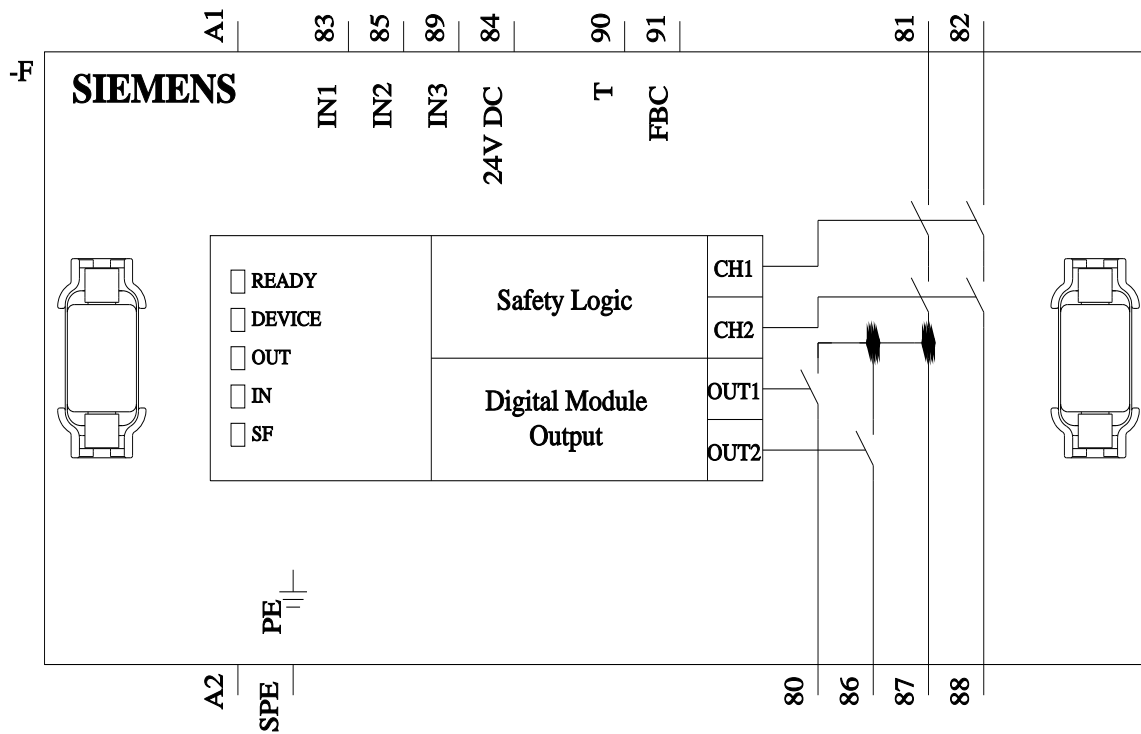 A1 83 85 89 84 90 91 81 82
-F
SIEMENS
IN1 IN2 IN3 24V DC T FBC
READY
DEVICE
OUT
IN
SF
Safety Logic
Digital Module
Output
CH1
CH2
OUT1
OUT2
PE
A2 SPE 80 86 87 88